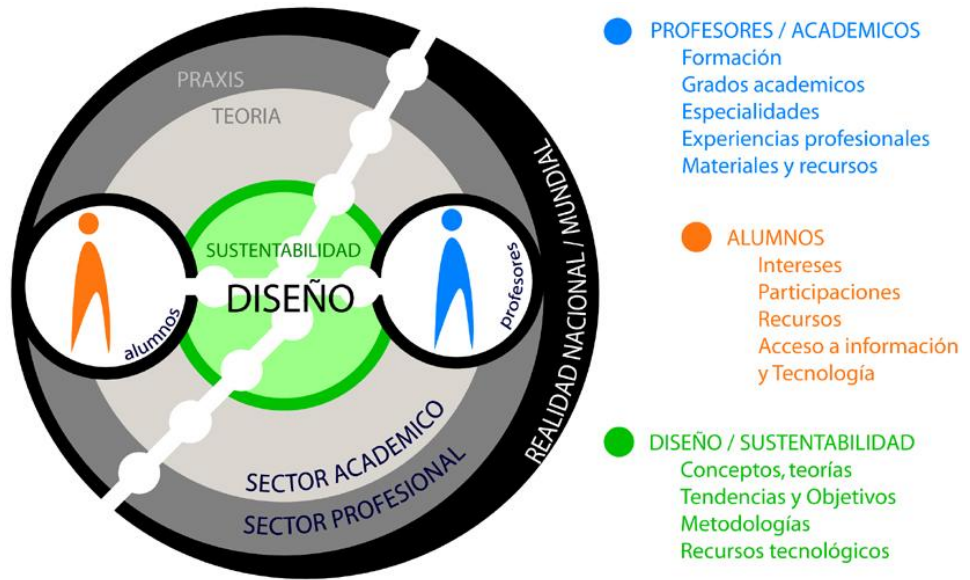 PRAXIS
TEORIA
SUSTENTABILIDAD
DISEÑO
alumnos
profesores
SECTOR ACADEMICO
SECTOR PROFESIONAL
REALIDAD NACIONAL / MUNDIAL
PROFESORES / ACADEMICOS
Formación
Grados academicos
Especialidades
Experiencias profesionales
Materiales y recursos
ALUMNOS
Intereses
Participaciones
Recursos
Acceso a información
y Tecnología
DISEÑO / SUSTENTABILIDAD
Conceptos, teorías
Tendencias y Objetivos
Metodologías
Recursos tecnológicos